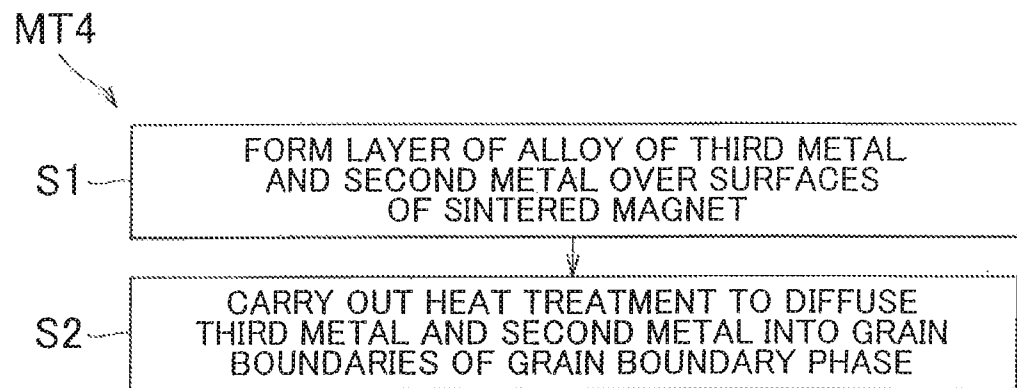 MT4
S1
FORM LAYER OF ALLOY OF THIRD METAL
AND SECOND METAL OVER SURFACES
OF SINTERED MAGNET
S2
CARRY OUT HEAT TREATMENT TO DIFFUSE
THIRD METAL AND SECOND METAL INTO GRAIN
BOUNDARIES OF GRAIN BOUNDARY PHASE